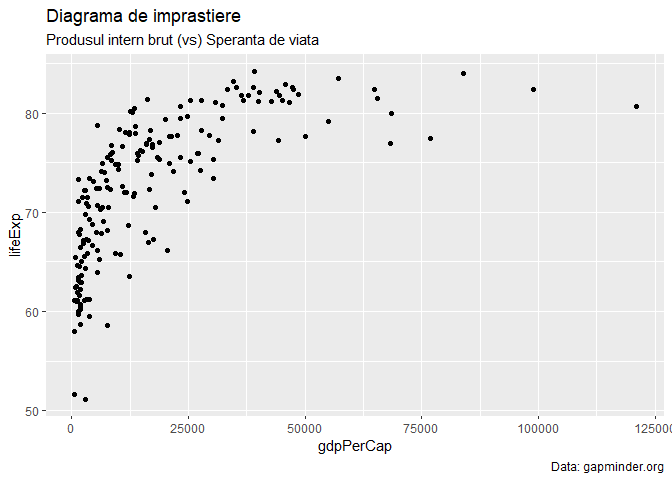 Diagrama de imprastiere
Produsul intern brut (vs) Speranta de viata
80
70
60
50
lifeExp
0 25000 50000 75000 100000 125000
gdpPerCap
Data: gapminder.org